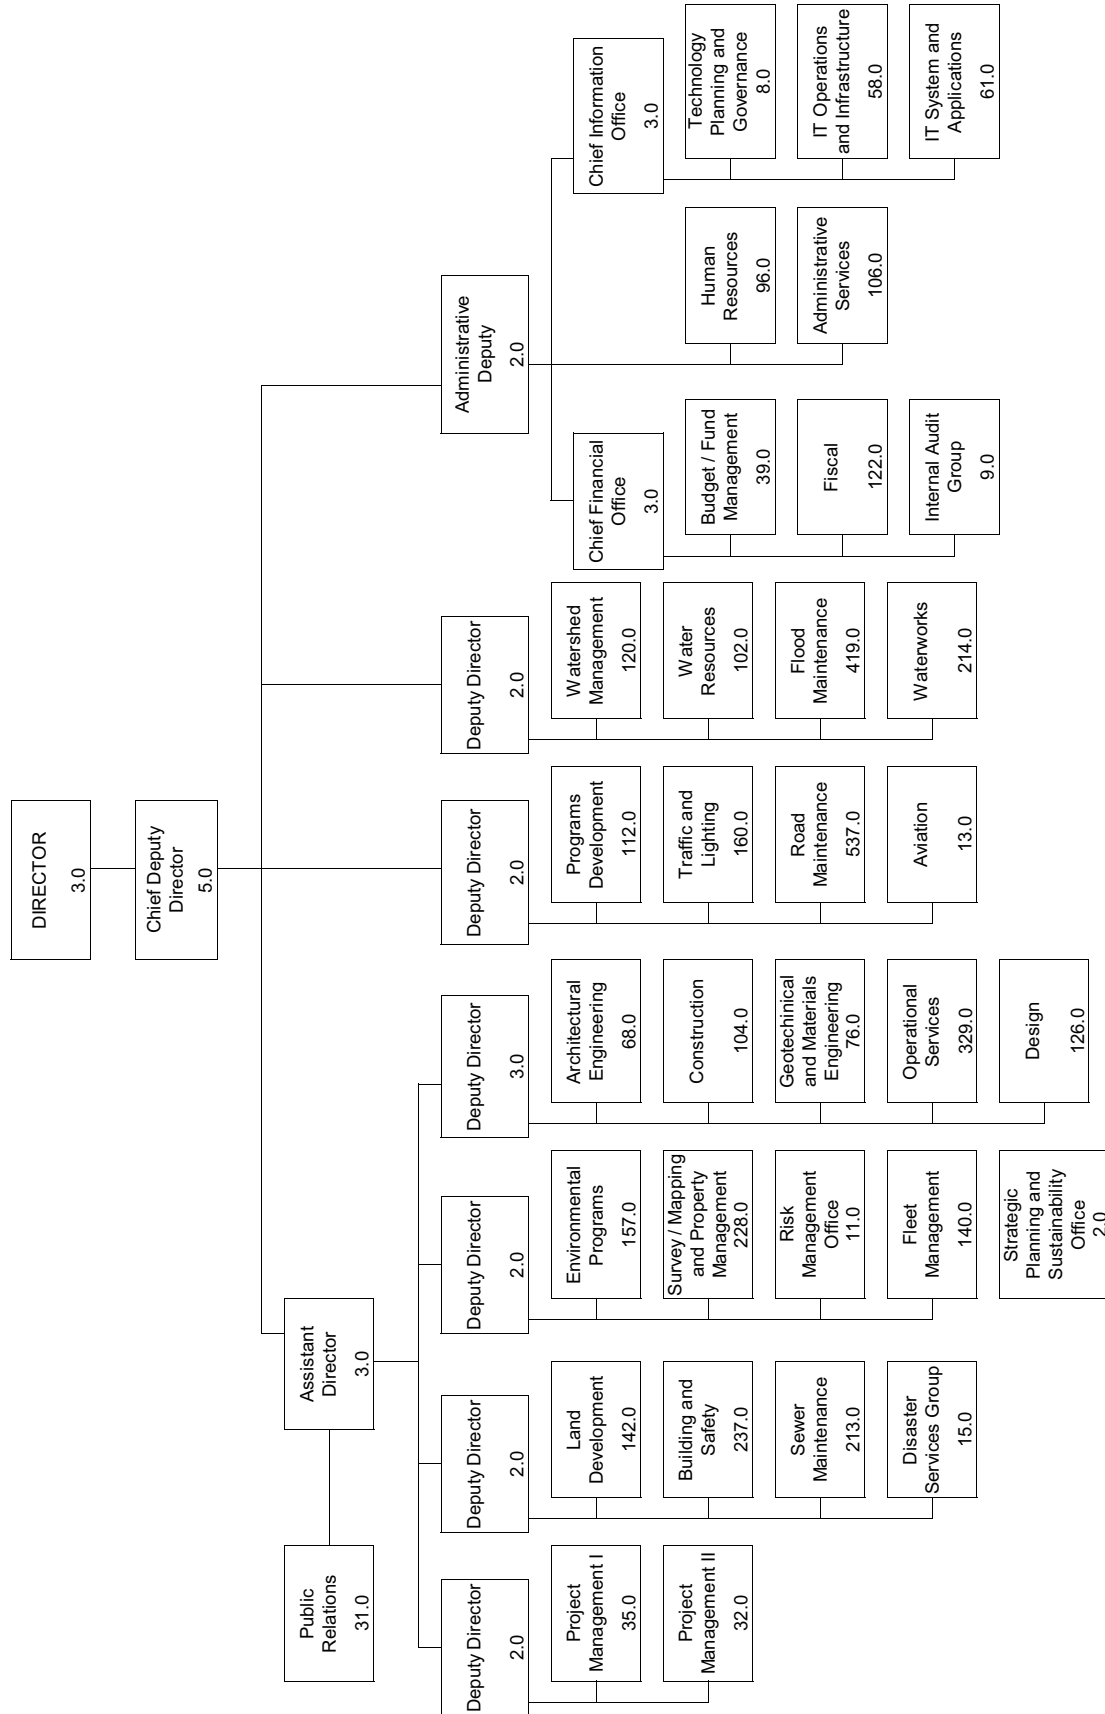 DIRECTOR
3.0
Chief Deputy
Director
5.0
Public
Relations
31.0
Assistant
Director
3.0
Deputy Director
2.0
Project
Management I
35.0
Project
Management II
32.0
Deputy Director
2.0
Land
Development
142.0
Building and
Safety
237.0
Sewer
Maintenance
213.0
Disaster
Services Group
15.0
Deputy Director
2.0
Environmental
Programs
157.0
Survey / Mapping
and Property
Management
228.0
Risk
Management
Office
11.0
Fleet
Management
140.0
Strategic
Planning and
Sustainability
Office
2.0
Deputy Director
3.0
Architectural
Engineering
68.0
Construction
104.0
Geotechinical
and Materials
Engineering
76.0
Operational
Services
329.0
Design
126.0
Deputy Director
2.0
Programs
Development
112.0
Traffic and
Lighting
160.0
Road
Maintenance
537.0
Aviation
13.0
Deputy Director
2.0
Watershed
Management
120.0
Water
Resources
102.0
Flood
Maintenance
419.0
Waterworks
214.0
Administrative
Deputy
2.0
Chief Financial
Office
3.0
Budget / Fund
Management
39.0
Fiscal
122.0
Internal Audit
Group
9.0
Human
Resources
96.0
Administrative
Services
106.0
Chief Information
Office
3.0
Technology
Planning and
Governance
8.0
IT Operations
and Infrastructure
58.0
IT System and
Applications
61.0